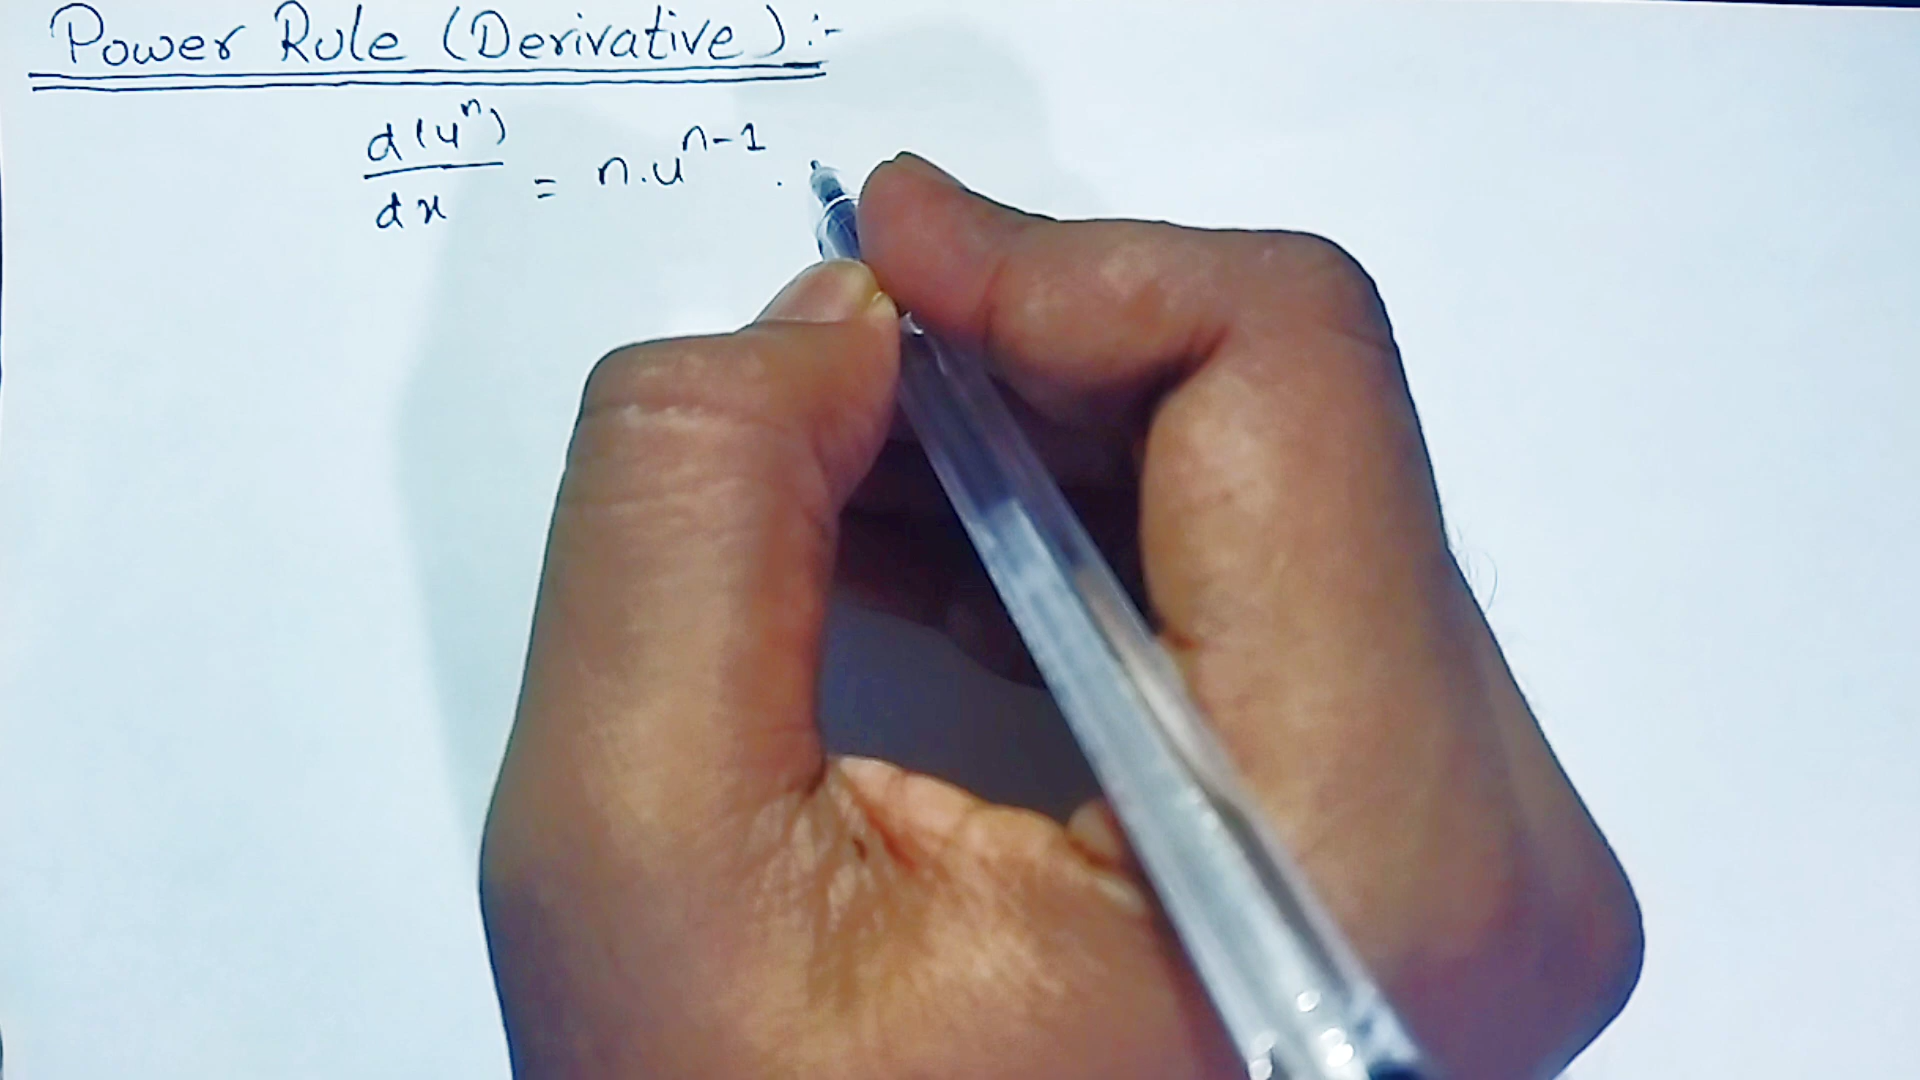 Power Rule (Derivative) :-
d(u^n)/dx = n.u^{n-1} .